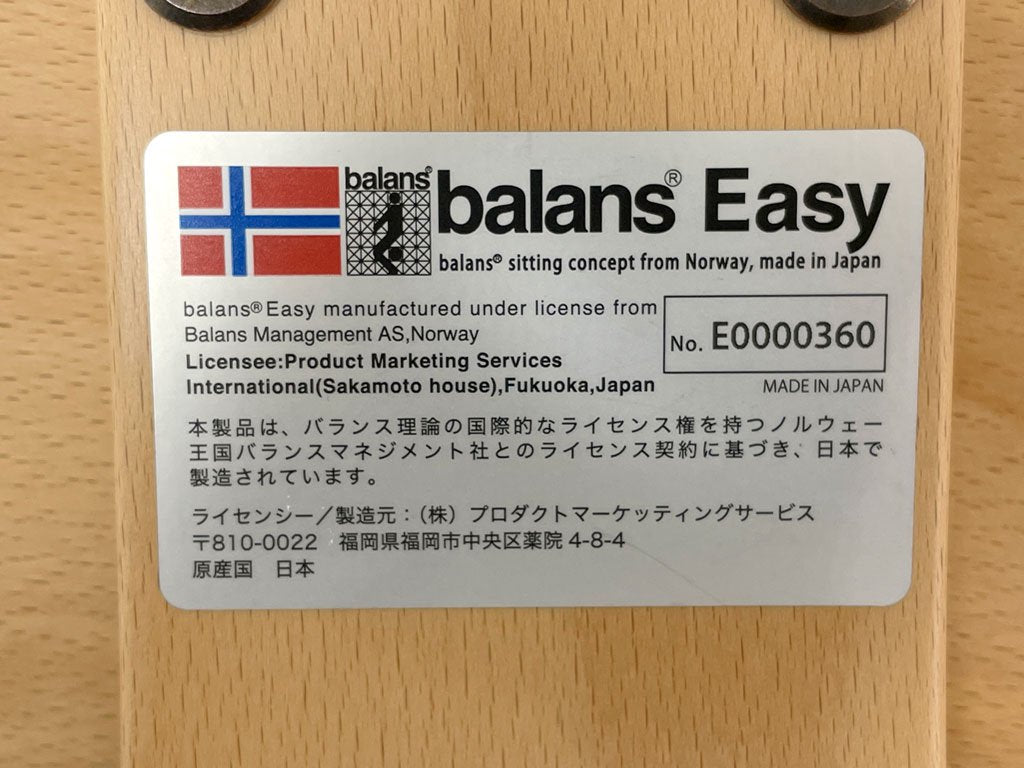 balans®
balans® Easy
balans® sitting concept from Norway, made in Japan
balans® Easy manufactured under license from
Balans Management AS,Norway
Licensee:Product Marketing Services
International(Sakamoto house),Fukuoka,Japan
No. E0000360
MADE IN JAPAN
本製品は、バランス理論の国際的なライセンス権を持つノルウェー
王国バランスマネジメント社とのライセンス契約に基づき、日本で
製造されています。
ライセンシー／製造元：（株）プロダクトマーケッティングサービス
〒810-0022　福岡県福岡市中央区薬院 4-8-4
原産国　日本